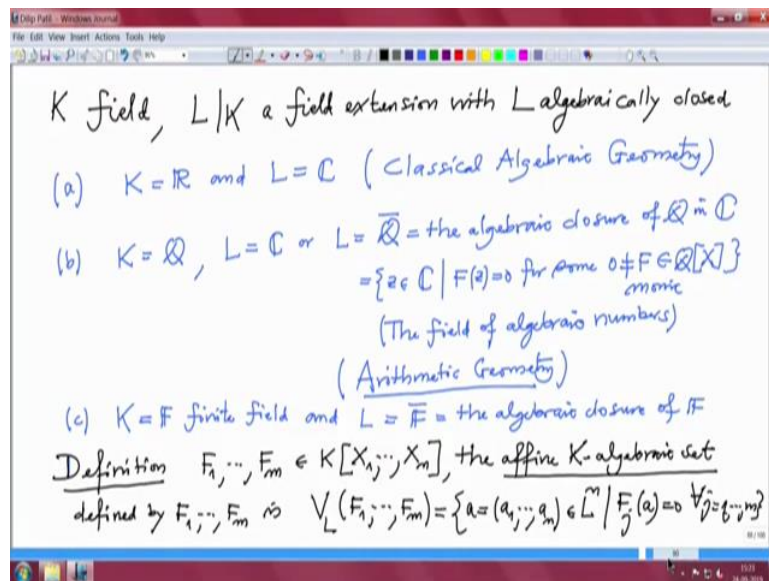 Dilip Patil - Windows Journal
File Edit View Insert Actions Tools Help
K field, L|K a field extension with L algebraically closed
(a) K = ℝ and L = ℂ (Classical Algebraic Geometry)
(b) K = ℚ, L = ℂ or L = ℚ̅ = the algebraic closure of ℚ in ℂ
= {z ∈ ℂ | F(z)=0 for some 0 ≠ F ∈ ℚ[X]}
monic
(The field of algebraic numbers)
(Arithmetic Geometry)
(c) K = 𝔽 finite field and L = 𝔽̅ = the algebraic closure of 𝔽
Definition F₁,⋯,Fₘ ∈ K[X₁,⋯,Xₙ], the affine K-algebraic set
defined by F₁,⋯,Fₘ is V_L(F₁,⋯,Fₘ) = {a=(a₁,⋯,aₙ) ∈ Lⁿ | F_j(a)=0 ∀ j=1,⋯,m}
15:23